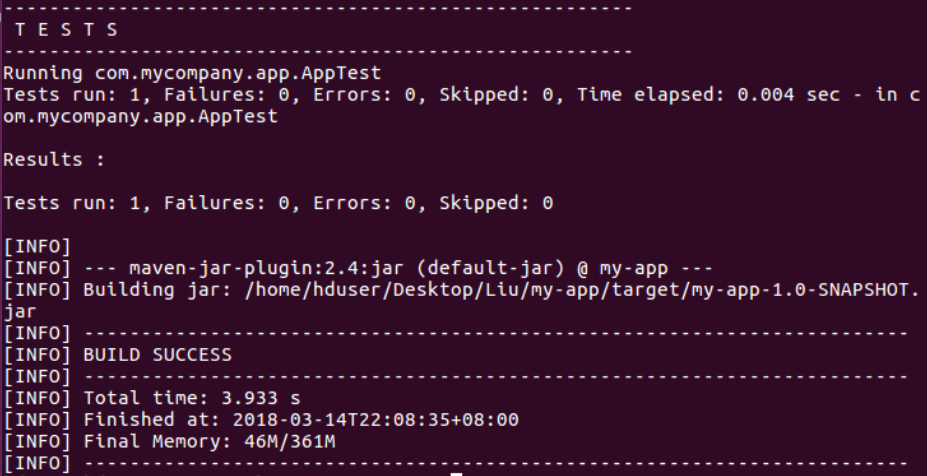 -----------------------------------------------------
 T E S T S
-----------------------------------------------------
Running com.mycompany.app.AppTest
Tests run: 1, Failures: 0, Errors: 0, Skipped: 0, Time elapsed: 0.004 sec - in c
om.mycompany.app.AppTest

Results :

Tests run: 1, Failures: 0, Errors: 0, Skipped: 0

[INFO]
[INFO] --- maven-jar-plugin:2.4:jar (default-jar) @ my-app ---
[INFO] Building jar: /home/hduser/Desktop/Liu/my-app/target/my-app-1.0-SNAPSHOT.
jar
[INFO] ------------------------------------------------------------------------
[INFO] BUILD SUCCESS
[INFO] ------------------------------------------------------------------------
[INFO] Total time: 3.933 s
[INFO] Finished at: 2018-03-14T22:08:35+08:00
[INFO] Final Memory: 46M/361M
[INFO] ------------------------------------------------------------------------